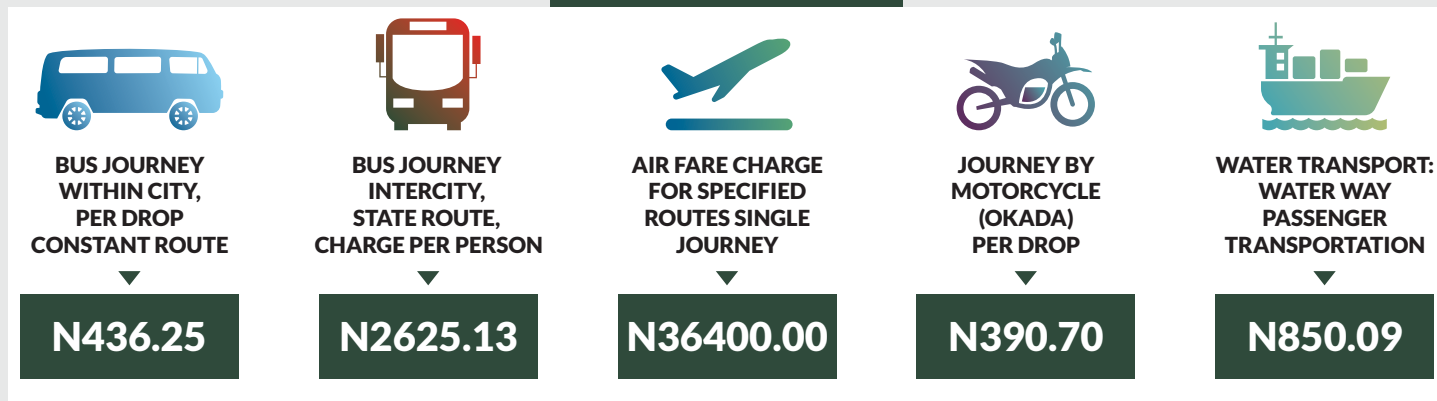 BUS JOURNEY
WITHIN CITY,
PER DROP
CONSTANT ROUTE
N436.25
BUS JOURNEY
INTERCITY,
STATE ROUTE,
CHARGE PER PERSON
N2625.13
AIR FARE CHARGE
FOR SPECIFIED
ROUTES SINGLE
JOURNEY
N36400.00
JOURNEY BY
MOTORCYCLE
(OKADA)
PER DROP
N390.70
WATER TRANSPORT:
WATER WAY
PASSENGER
TRANSPORTATION
N850.09